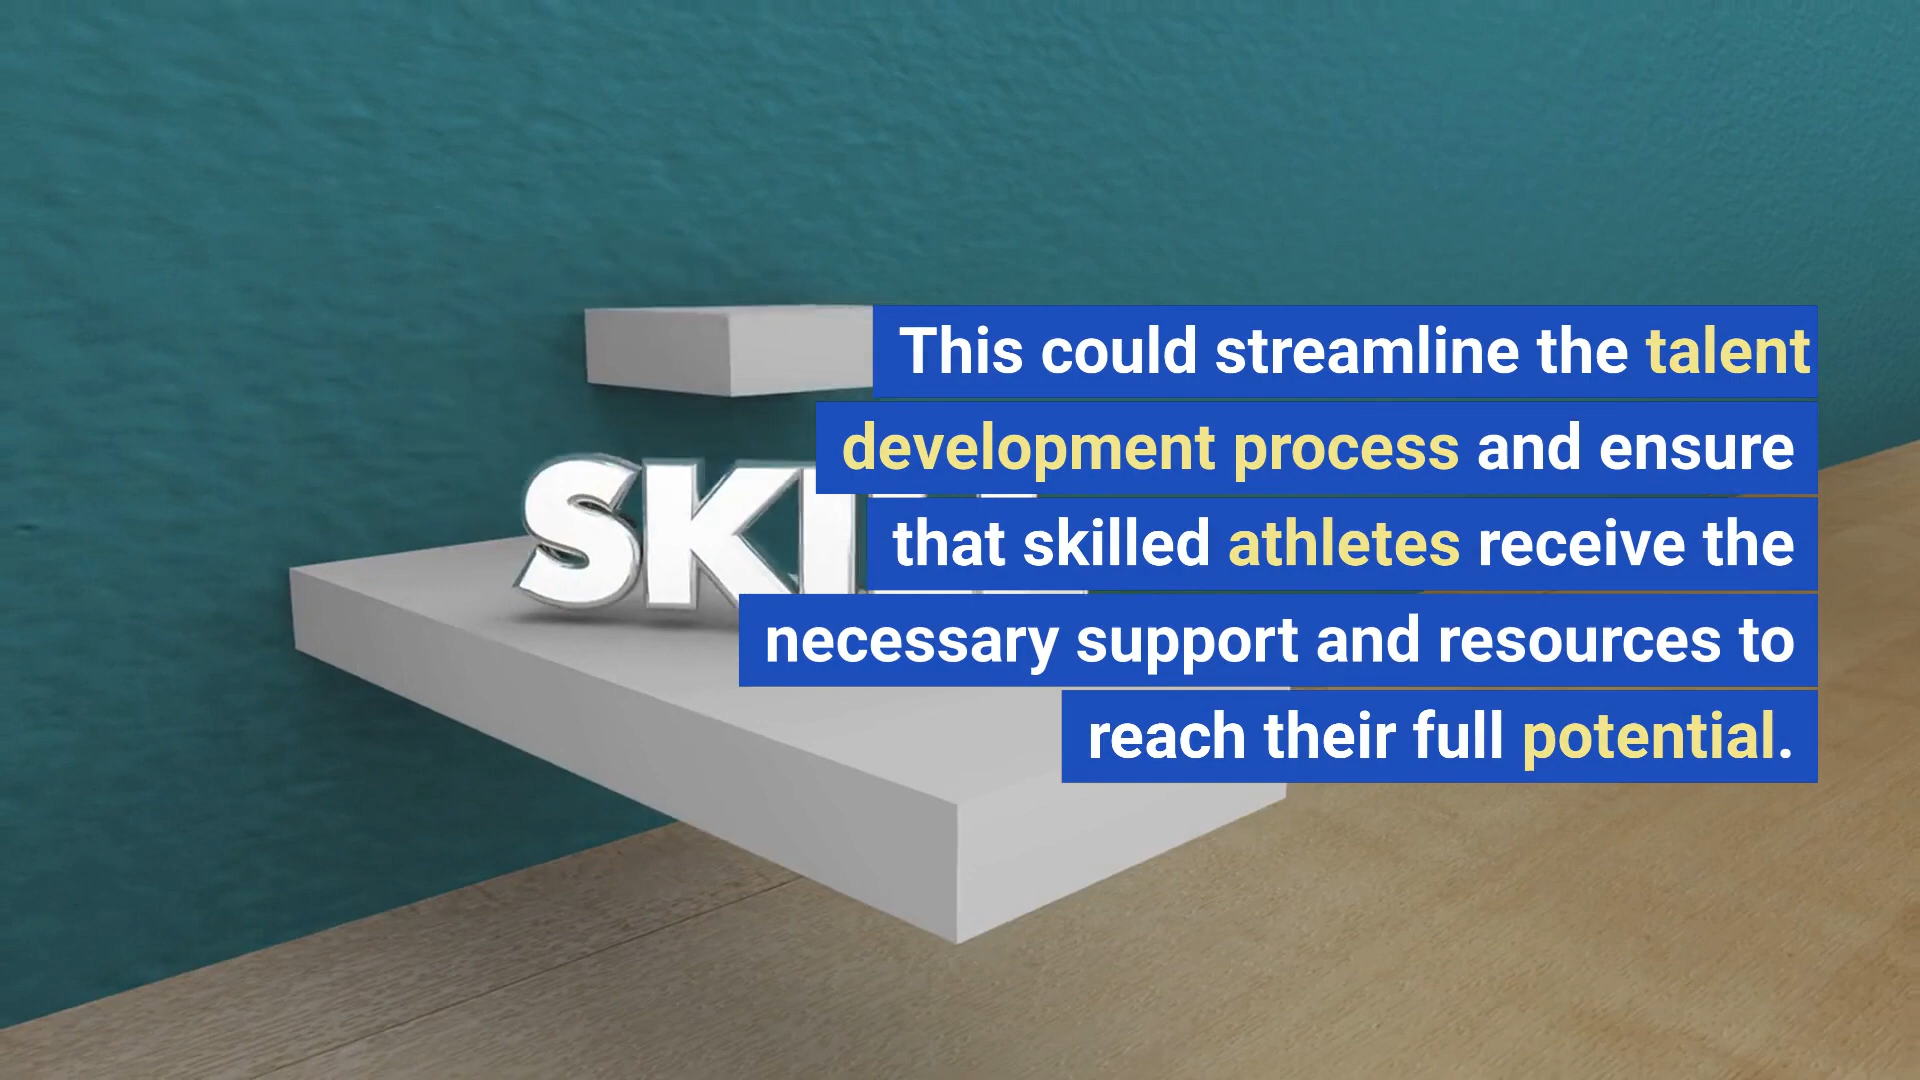 This could streamline the talent
development process and ensure
that skilled athletes receive the
necessary support and resources to
reach their full potential.